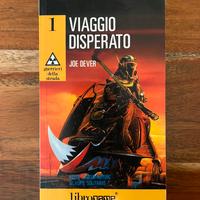 1
VIAGGIO
DISPERATO
guerrieri
della
strada
JOE DEVER
librogame®